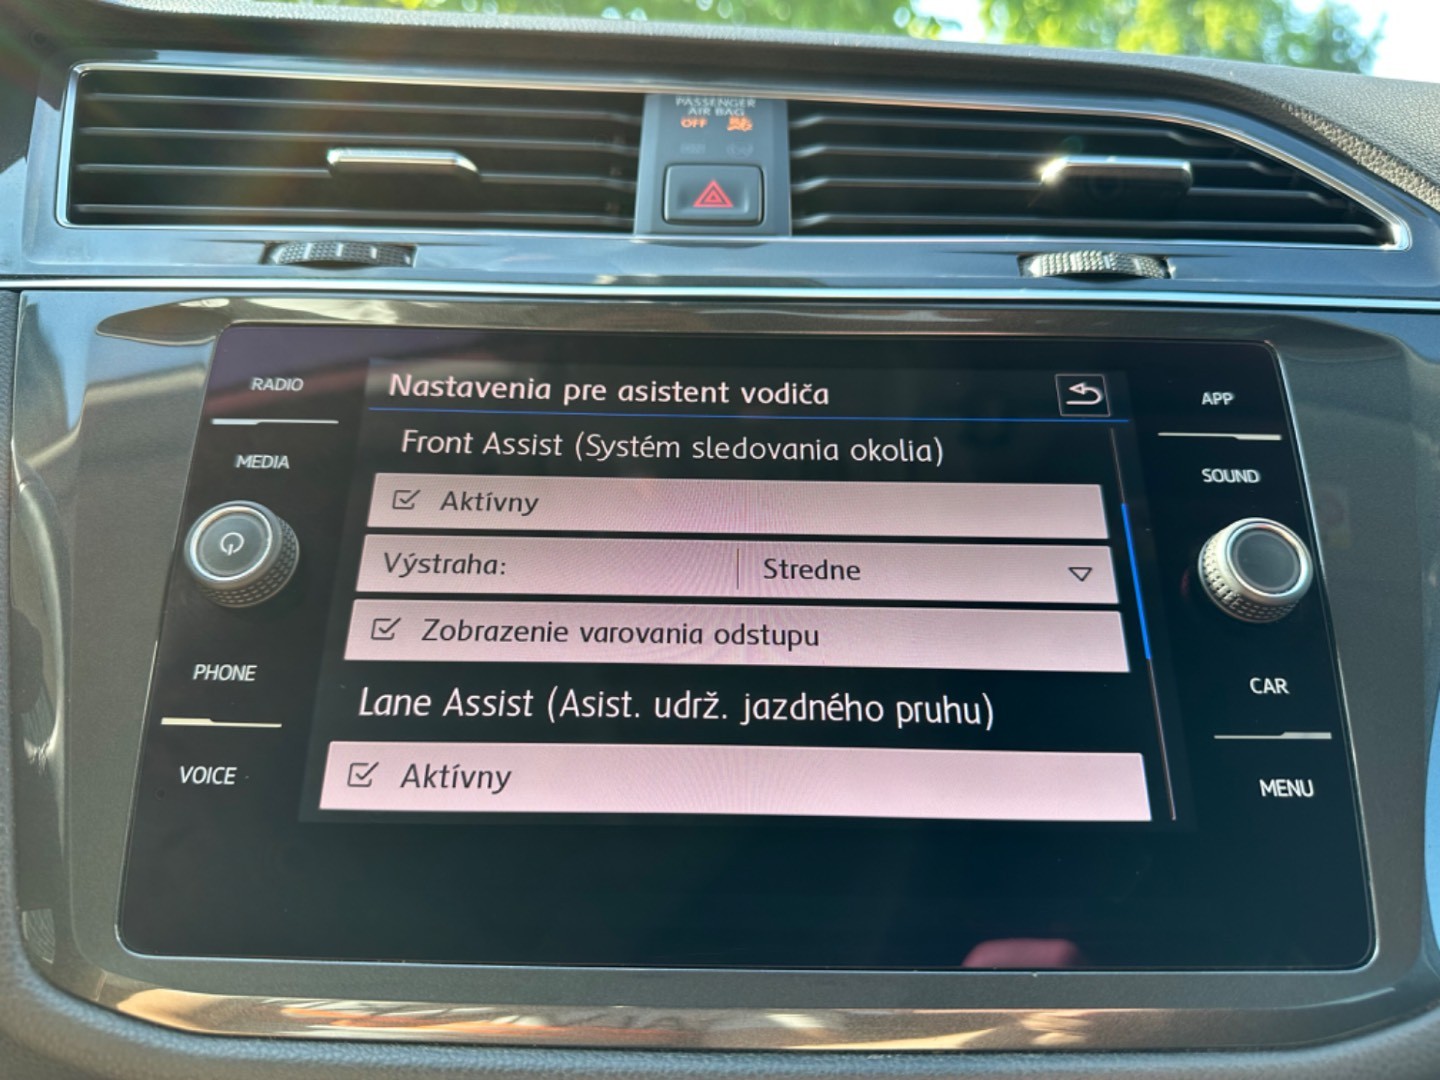 PASSENGER
AIR BAG
OFF
RADIO
MEDIA
PHONE
VOICE
Nastavenia pre asistent vodiča
Front Assist (Systém sledovania okolia)
Aktívny
Výstraha: Stredne
Zobrazenie varovania odstupu
Lane Assist (Asist. udrž. jazdného pruhu)
Aktívny
APP
SOUND
CAR
MENU